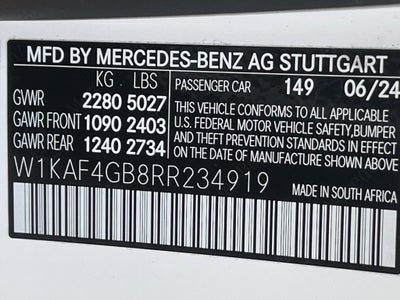 MFD BY MERCEDES-BENZ AG STUTTGART
KG LBS PASSENGER CAR 149 06/24
GVWR 2280 5027
GAWR FRONT 1090 2403
GAWR REAR 1240 2734
THIS VEHICLE CONFORMS TO ALL APPLICABLE
U.S. FEDERAL MOTOR VEHICLE SAFETY, BUMPER
AND THEFT PREVENTION STANDARDS IN
EFFECT ON THE DATE OF MANUFACTURE
SHOWN ABOVE.
W1KAF4GB8RR234919
MADE IN SOUTH AFRICA